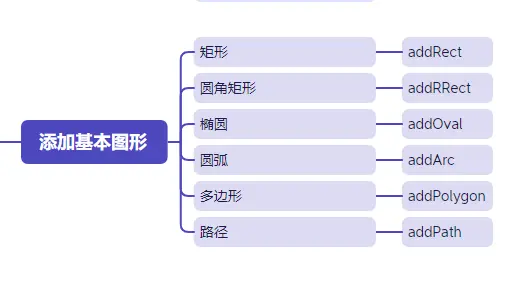 添加基本图形
矩形 addRect
圆角矩形 addRRect
椭圆 addOval
圆弧 addArc
多边形 addPolygon
路径 addPath